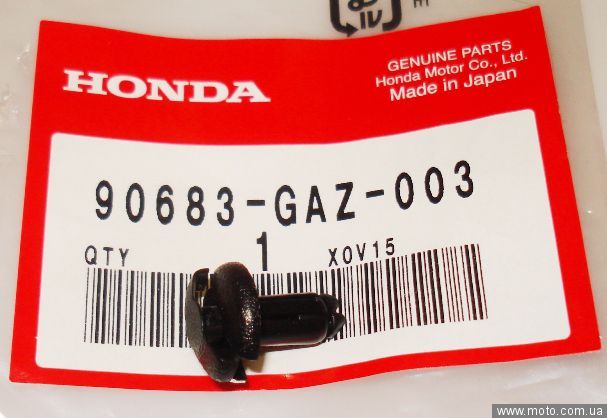 HONDA
GENUINE PARTS
Honda Motor Co., Ltd.
Made in Japan
90683-GAZ-003
QTY 1 X0V15
www.moto.com.ua